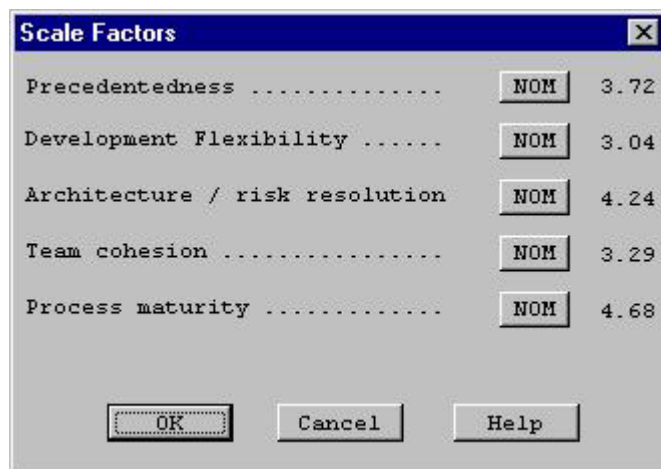 Scale Factors
Precedentedness .............. NOM 3.72
Development Flexibility ...... NOM 3.04
Architecture / risk resolution NOM 4.24
Team cohesion ................ NOM 3.29
Process maturity ............. NOM 4.68
OK Cancel Help